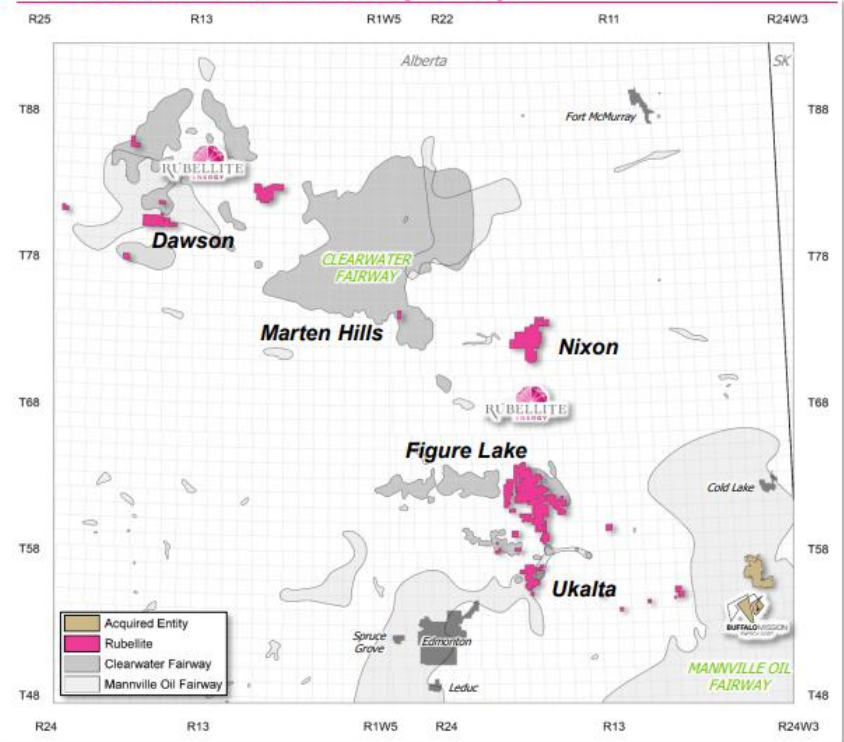 R25 R13 R1W5 R22 R11 R24W3
Alberta
SK
T88
T88
Fort McMurray
RUBELLITE
ENERGY
Dawson
T78
T78
CLEARWATER
FAIRWAY
Marten Hills
Nixon
T68
T68
RUBELLITE
ENERGY
Figure Lake
Cold Lake
T58
T58
Ukalta
BUFFALO MISSION
Acquired Entity
Rubellite
Clearwater Fairway
Mannville Oil Fairway
Spruce
Grove
Edmonton
Leduc
MANNVILLE OIL
FAIRWAY
T48
T48
R24 R13 R1W5 R24 R13 R24W3